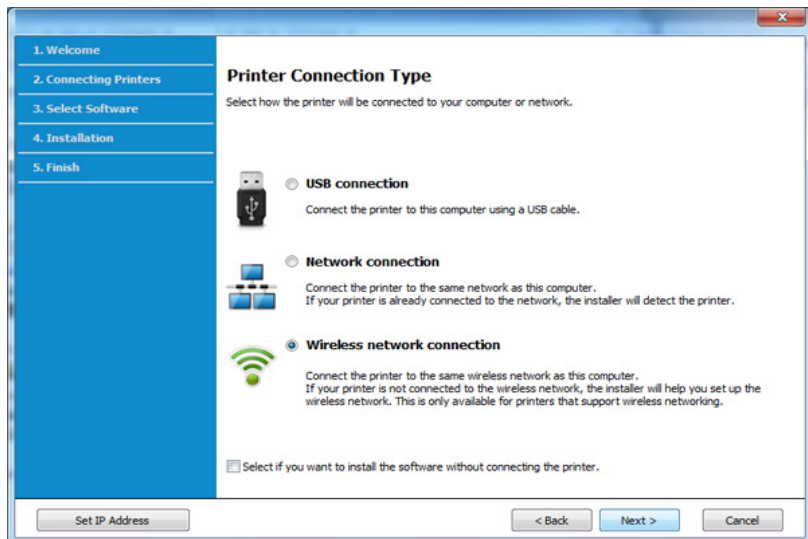 1. Welcome
2. Connecting Printers
3. Select Software
4. Installation
5. Finish
Printer Connection Type
Select how the printer will be connected to your computer or network.
USB connection
Connect the printer to this computer using a USB cable.
Network connection
Connect the printer to the same network as this computer.
If your printer is already connected to the network, the installer will detect the printer.
Wireless network connection
Connect the printer to the same wireless network as this computer.
If your printer is not connected to the wireless network, the installer will help you set up the
wireless network. This is only available for printers that support wireless networking.
Select if you want to install the software without connecting the printer.
Set IP Address
< Back
Next >
Cancel